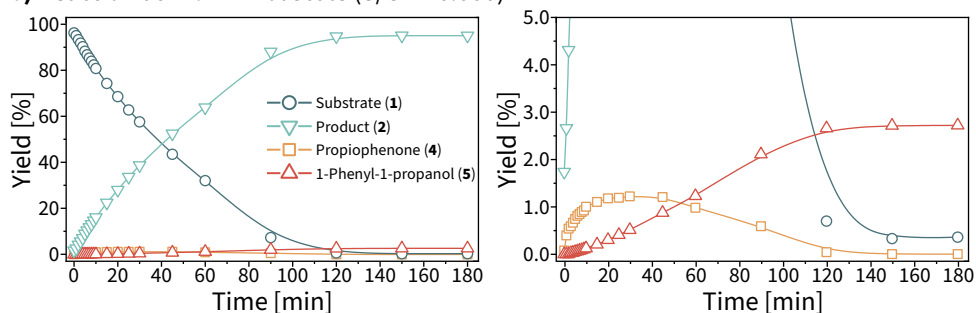 100
80
60
40
20
0
Yield [%]
0 20 40 60 80 100 120 140 160 180
Time [min]
Substrate (1)
Product (2)
Propiophenone (4)
1-Phenyl-1-propanol (5)
5.0
4.0
3.0
2.0
1.0
0.0
Yield [%]
0 20 40 60 80 100 120 140 160 180
Time [min]